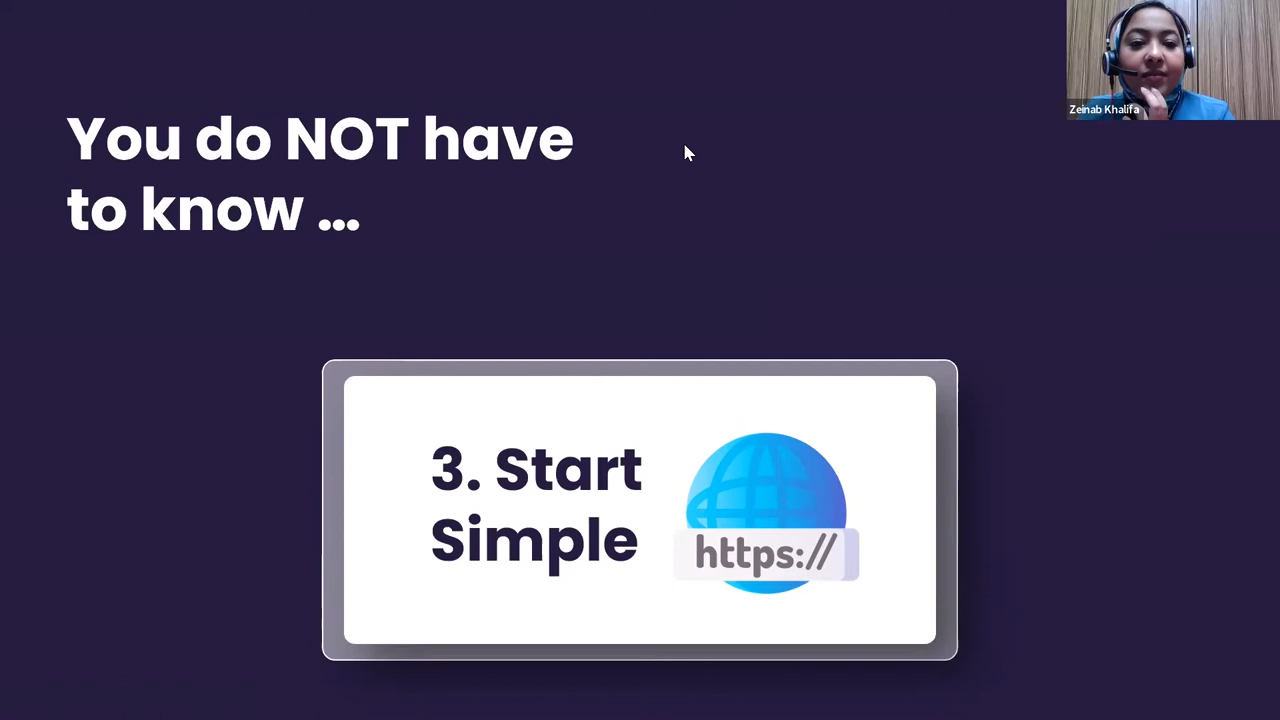 You do NOT have
to know ...
Zeinab Khalifa
3. Start
Simple
https://